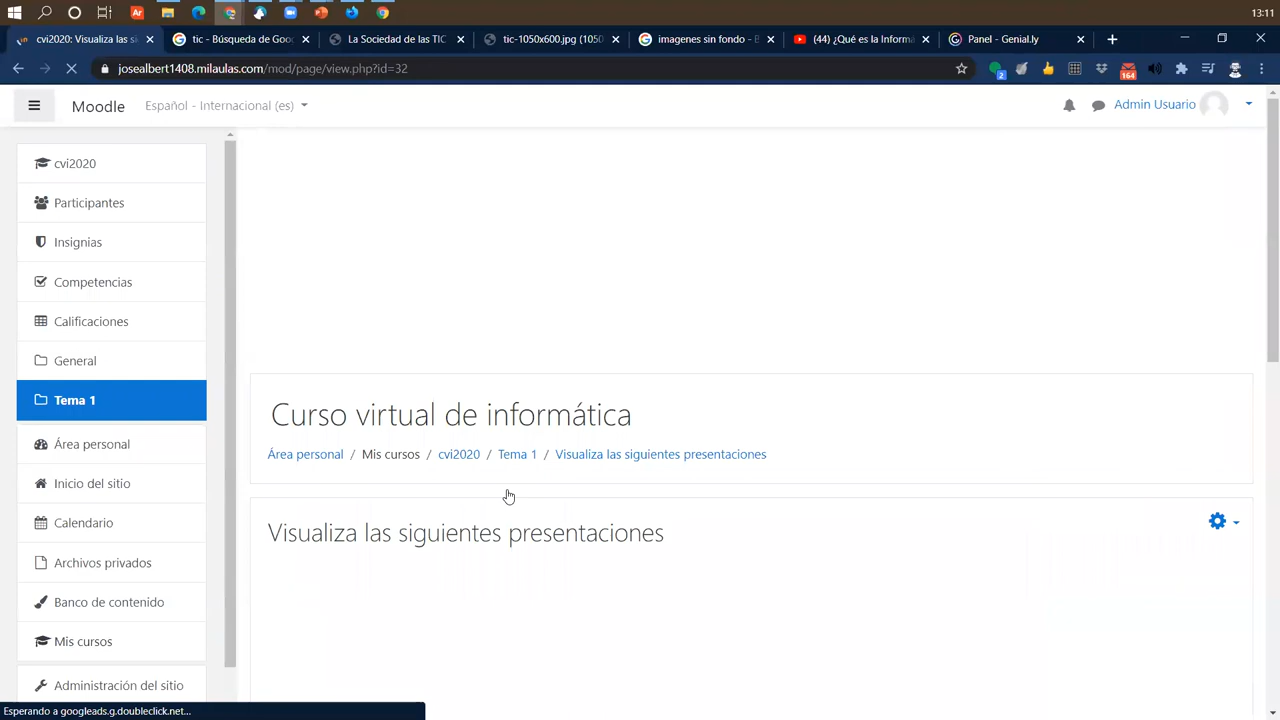 13:11
cvi2020: Visualiza las si
tic - Búsqueda de Goo
La Sociedad de las TIC
tic-1050x600.jpg (1050
imagenes sin fondo - B
(44) ¿Qué es la Informá
Panel - Genial.ly
josealbert1408.milaulas.com/mod/page/view.php?id=32
2
164
Moodle
Español - Internacional (es)
Admin Usuario
cvi2020
Participantes
Insignias
Competencias
Calificaciones
General
Tema 1
Área personal
Inicio del sitio
Calendario
Archivos privados
Banco de contenido
Mis cursos
Administración del sitio
Curso virtual de informática
Área personal / Mis cursos / cvi2020 / Tema 1 / Visualiza las siguientes presentaciones
Visualiza las siguientes presentaciones
Esperando a googleads.g.doubleclick.net...